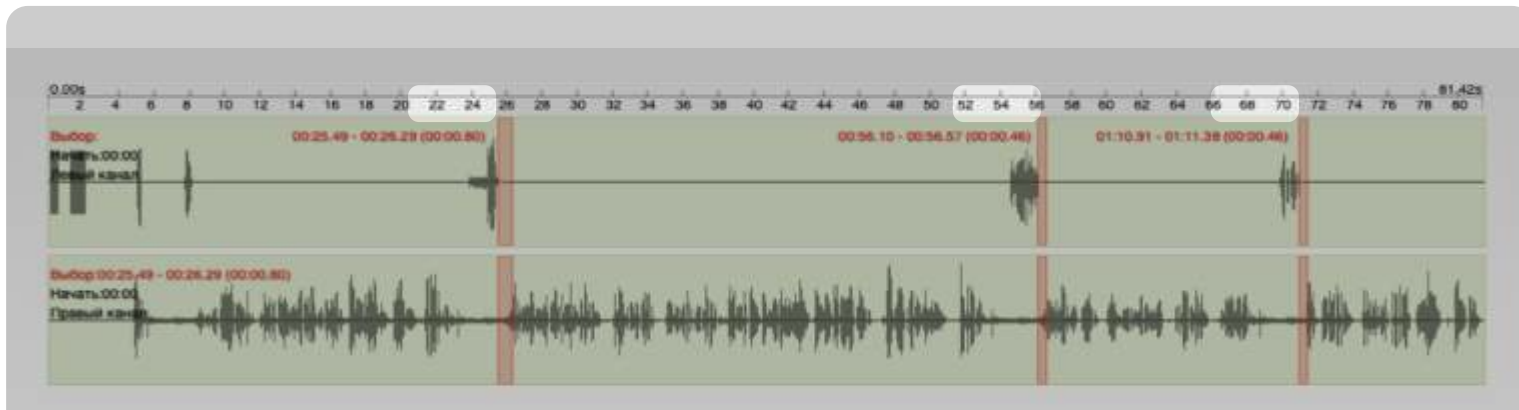 0.00s 81.42s
2 4 6 8 10 12 14 16 18 20 22 24 26 28 30 32 34 36 38 40 42 44 46 48 50 52 54 56 58 60 62 64 66 68 70 72 74 76 78 80
Выбор: 00:25.49 - 00:26.29 (00:00.80) 00:56.10 - 00:56.57 (00:00.46) 01:10.91 - 01:11.38 (00:00.46)
Начать:00:00
Левый канал
Выбор:00:25.49 - 00:26.29 (00:00.80)
Начать:00:00
Правый канал